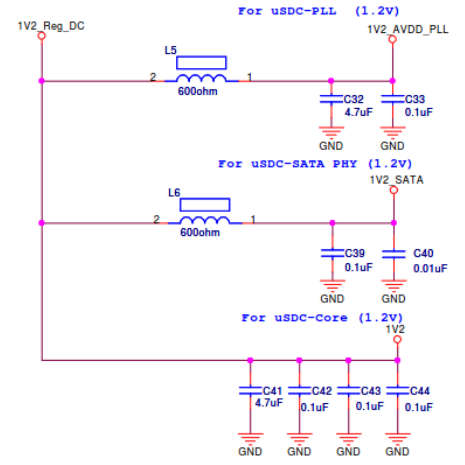 For uSDC-PLL (1.2V)
1V2_Reg_DC
1V2_AVDD_PLL
L5
2 1
600ohm
C32
4.7uF
C33
0.1uF
GND GND
For uSDC-SATA PHY (1.2V)
1V2_SATA
L6
2 1
600ohm
C39
0.1uF
C40
0.01uF
GND GND
For uSDC-Core (1.2V)
1V2
C41
4.7uF
C42
0.1uF
C43
0.1uF
C44
0.1uF
GND GND GND GND